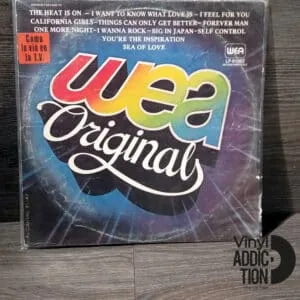 THE HEAT IS ON – I WANT TO KNOW WHAT LOVE IS – I FEEL FOR YOU
CALIFORNIA GIRLS – THINGS CAN ONLY GET BETTER – FOREVER MAN
ONE MORE NIGHT – I WANNA ROCK – BIG IN JAPAN – SELF CONTROL
YOU'RE THE INSPIRATION
SEA OF LOVE
Como
lo vió en
la T.V.
wea
wea
Originals
Vinyl
ADDIC
TION